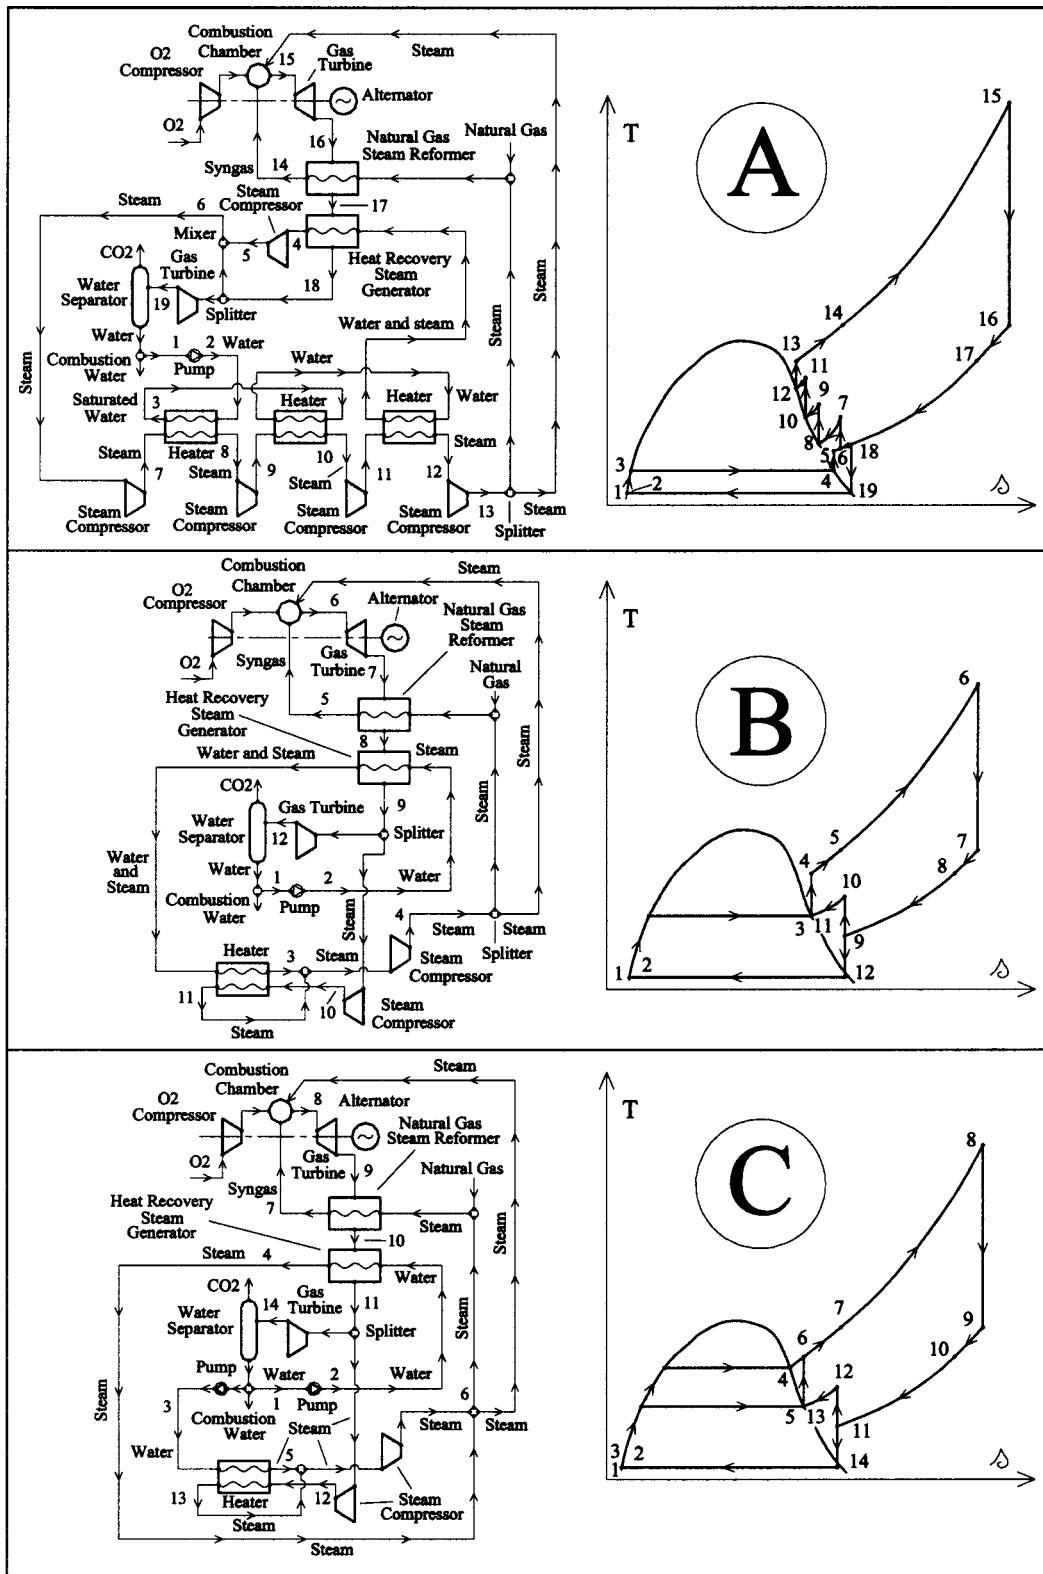 Combustion
Chamber
15
Gas
Turbine
Steam
O2
Compressor
Alternator
O2
16
Natural Gas
Steam Reformer
Natural Gas
14
Syngas
Steam
Compressor
17
Steam
6
Mixer
5
4
CO2
Gas
Turbine
18
Heat Recovery
Steam
Generator
Water
Separator
19
Splitter
Water
Water and steam
Steam
Steam
Steam
1
2
Water
Water
Combustion
Water
Pump
Saturated
Water
3
Heater
Heater
Water
Steam
8
10
Steam
Steam
Heater
Steam
9
Steam
12
7
11
13
Steam
Steam Compressor
Steam Compressor
Steam Compressor
Steam Compressor
Splitter
T
A
15
14
13
11
12
9
10
7
8
5
6
18
16
17
3
1
2
4
19
s
Combustion
Chamber
Steam
O2
Compressor
6
Alternator
Natural Gas
Steam
Reformer
O2
Syngas
Gas
Turbine
7
Natural
Gas
Heat Recovery
Steam
Generator
5
8
Water and Steam
Steam
CO2
9
Steam
Steam
Gas Turbine
Water
Separator
12
Splitter
Water
and
Steam
Water
1
2
Water
Combustion
Water
Pump
Steam
4
Steam
Steam
Splitter
Heater
3
Steam
Steam
Compressor
11
10
Steam
Steam
Compressor
T
B
6
5
4
10
7
8
3
11
9
1
2
12
s
Combustion
Chamber
Steam
O2
Compressor
8
Alternator
Natural Gas
Steam Reformer
O2
Gas
Turbine
9
Natural Gas
Syngas
7
Heat Recovery
Steam
Generator
Steam
10
Steam
Steam
4
Water
CO2
Gas
Turbine
14
11
Water
Separator
Splitter
Steam
Steam
Pump
Water
2
Water
3
1
Pump
6
Combustion
Water
Steam
Steam
Water
5
Steam
13
Heater
12
Steam
Compressor
Steam
Steam
T
C
8
7
6
12
9
10
4
5
13
11
3
1
2
14
s